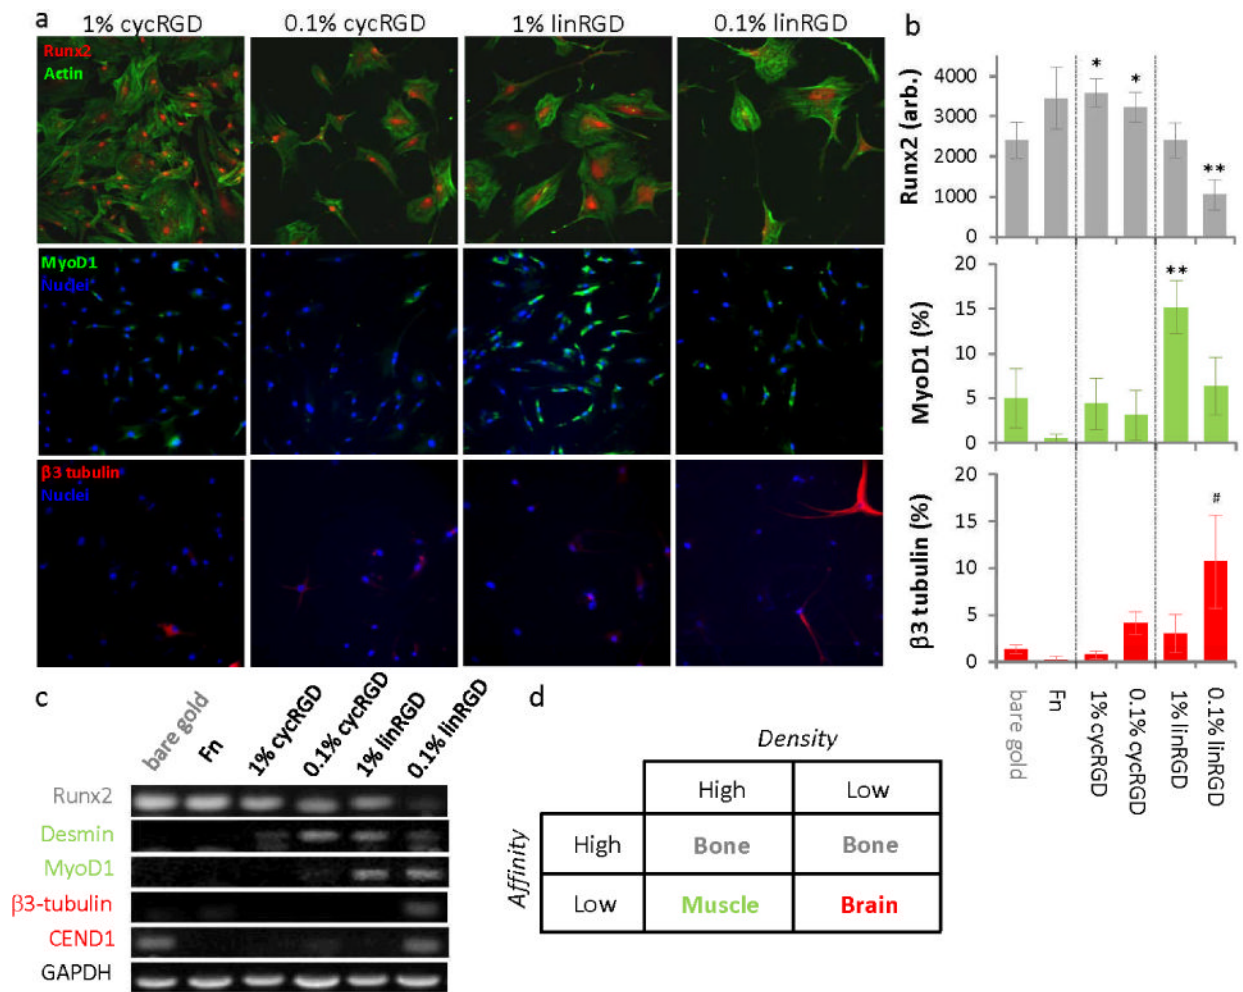 a
1% cycRGD 0.1% cycRGD 1% linRGD 0.1% linRGD
Runx2
Actin
MyoD1
Nuclei
β3 tubulin
Nuclei
b
Runx2 (arb.)
4000
3000
2000
1000
0
* * **
MyoD1 (%)
20
15
10
5
0
**
β3 tubulin (%)
20
15
10
5
0
#
bare gold
Fn
1% cycRGD
0.1% cycRGD
1% linRGD
0.1% linRGD
c
bare gold
Fn
1% cycRGD
0.1% cycRGD
1% linRGD
0.1% linRGD
Runx2
Desmin
MyoD1
β3-tubulin
CEND1
GAPDH
d
Density
High Low
Affinity
High Bone Bone
Low Muscle Brain